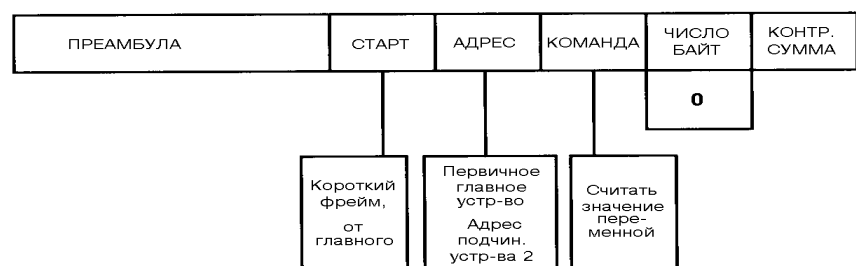 ПРЕАМБУЛА
СТАРТ
АДРЕС
КОМАНДА
ЧИСЛО
БАЙТ
КОНТР.
СУММА
0
Короткий
фрейм,
от
главного
Первичное
главное
устр-во
Адрес
подчин.
устр-ва 2
Считать
значение
пере-
менной